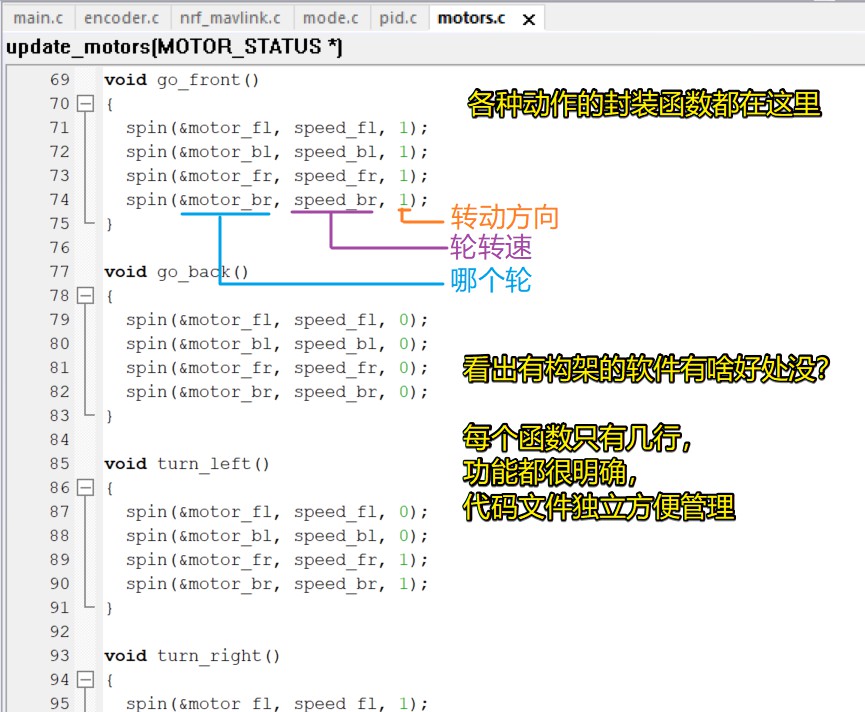 main.c encoder.c nrf_mavlink.c mode.c pid.c motors.c
update_motors(MOTOR_STATUS *)
69 void go_front()
70 {
各种动作的封装函数都在这里
71 spin(&motor_fl, speed_fl, 1);
72 spin(&motor_bl, speed_bl, 1);
73 spin(&motor_fr, speed_fr, 1);
74 spin(&motor_br, speed_br, 1);
转动方向
75 }
76
轮转速
77 void go_back()
哪个轮
78 {
79 spin(&motor_fl, speed_fl, 0);
80 spin(&motor_bl, speed_bl, 0);
81 spin(&motor_fr, speed_fr, 0);
看出有构架的软件有啥好处没?
82 spin(&motor_br, speed_br, 0);
83 }
84
每个函数只有几行,
85 void turn_left()
功能都很明确,
86 {
代码文件独立方便管理
87 spin(&motor_fl, speed_fl, 0);
88 spin(&motor_bl, speed_bl, 0);
89 spin(&motor_fr, speed_fr, 1);
90 spin(&motor_br, speed_br, 1);
91 }
92
93 void turn_right()
94 {
95 spin(&motor_fl, speed_fl, 1);